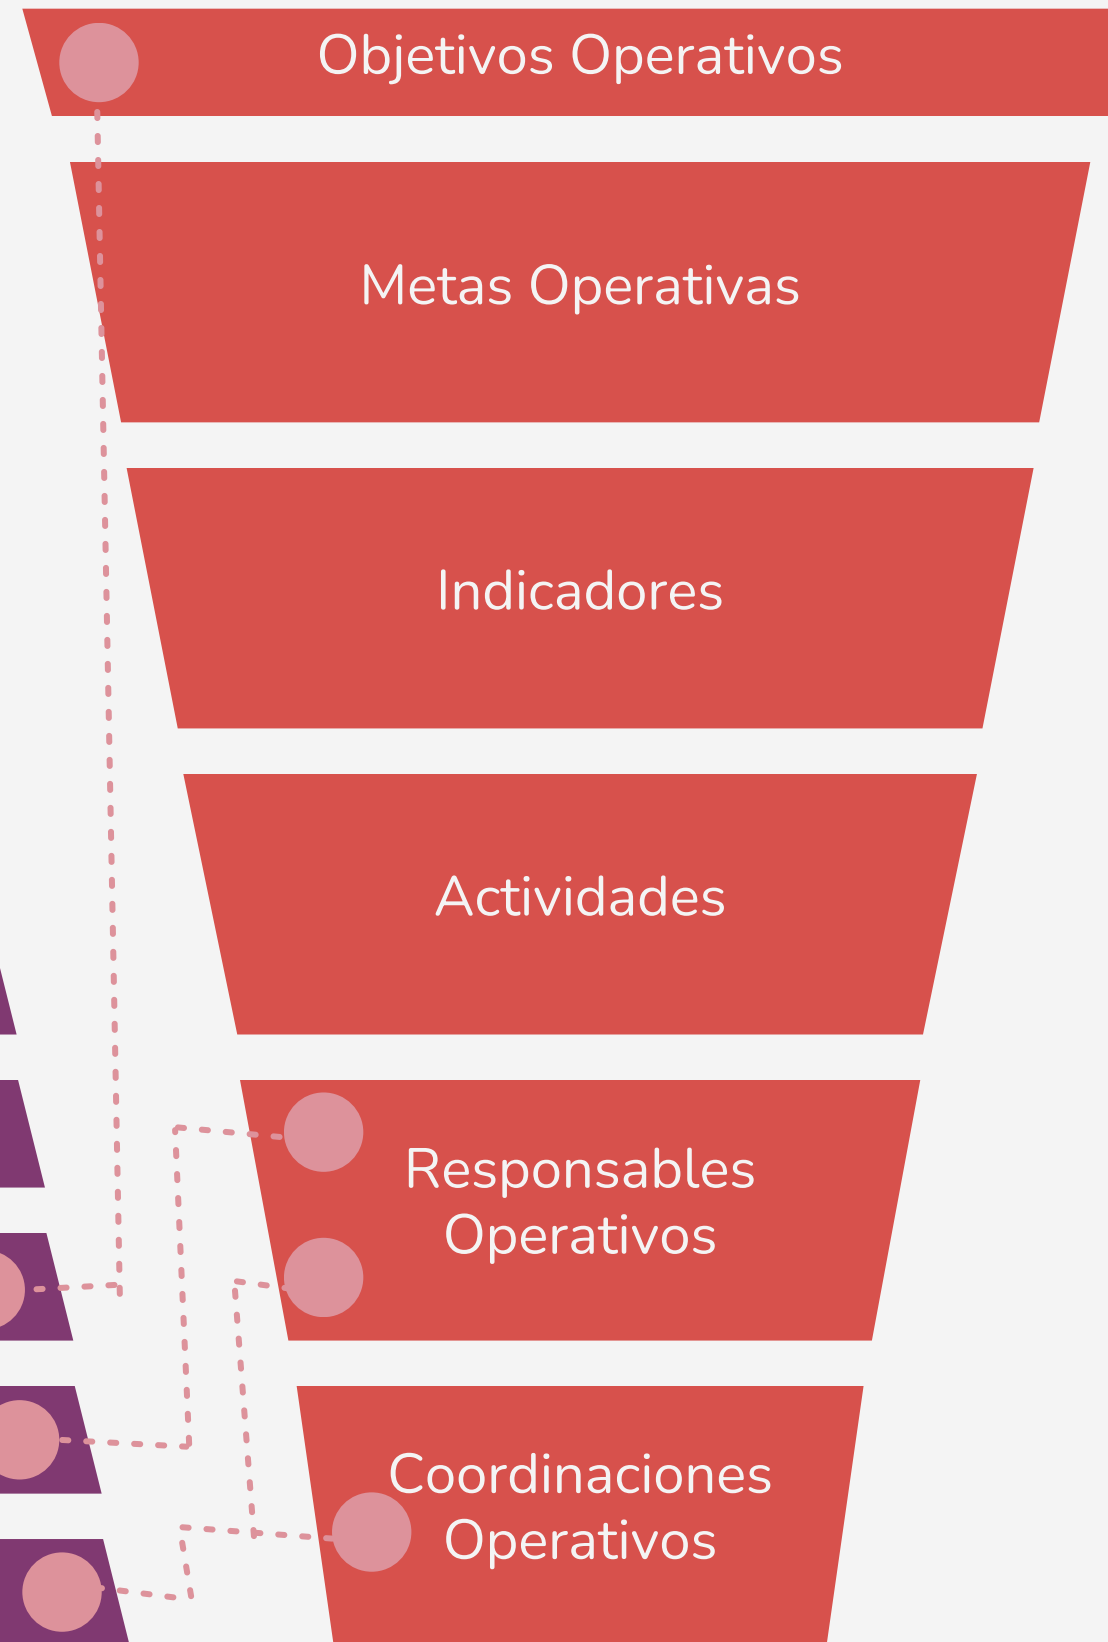 Objetivos Operativos
Metas Operativas
Indicadores
Actividades
Responsables
Operativos
Coordinaciones
Operativos